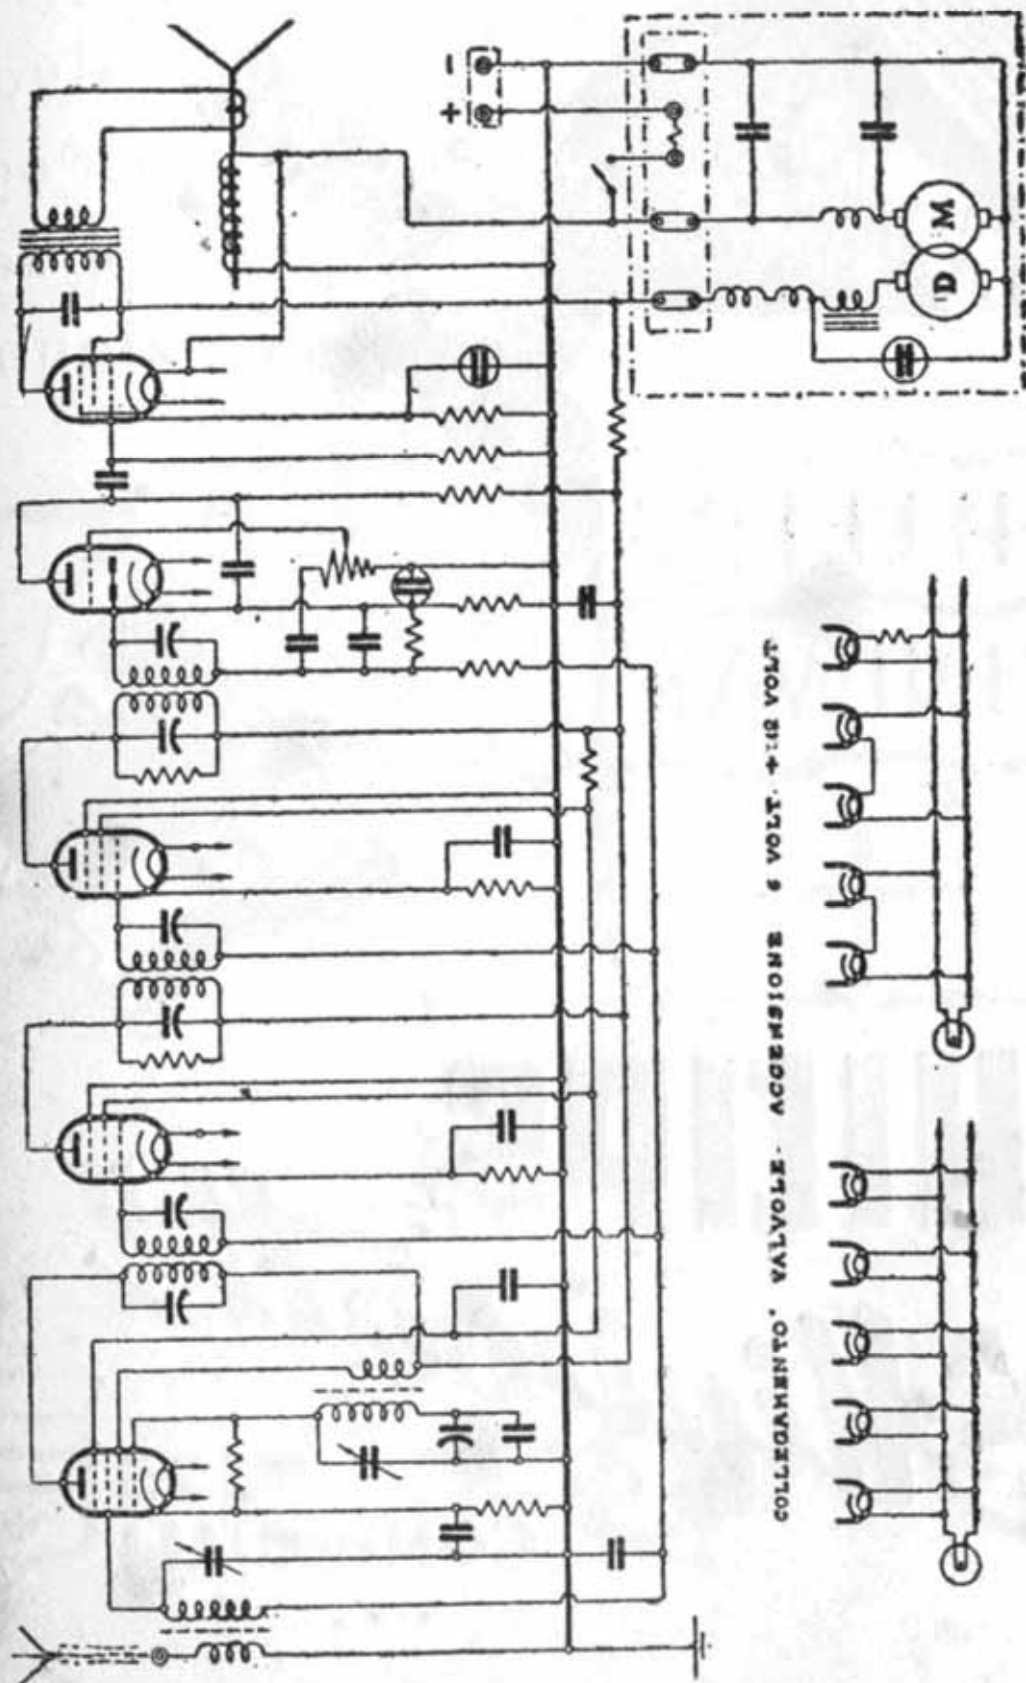 -
+
M
D
COLLEGAMENTO' VALVOLE - ACCENSIONE 6 VOLT. + :12 VOLT